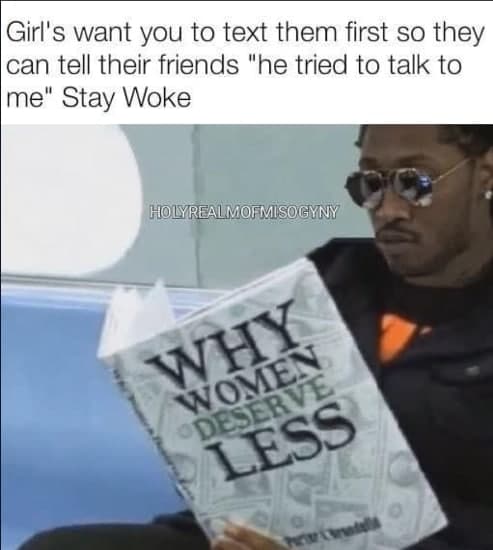 Girl's want you to text them first so they
can tell their friends "he tried to talk to
me" Stay Woke
HOLYREALMOFMISOGYNY
WHY
WOMEN
DESERVE
LESS